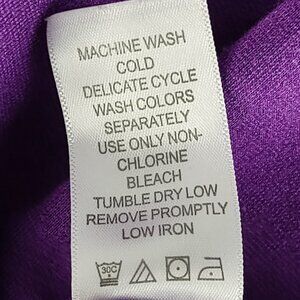 MACHINE WASH
COLD
DELICATE CYCLE
WASH COLORS
SEPARATELY
USE ONLY NON-
CHLORINE
BLEACH
TUMBLE DRY LOW
REMOVE PROMPTLY
LOW IRON
30C